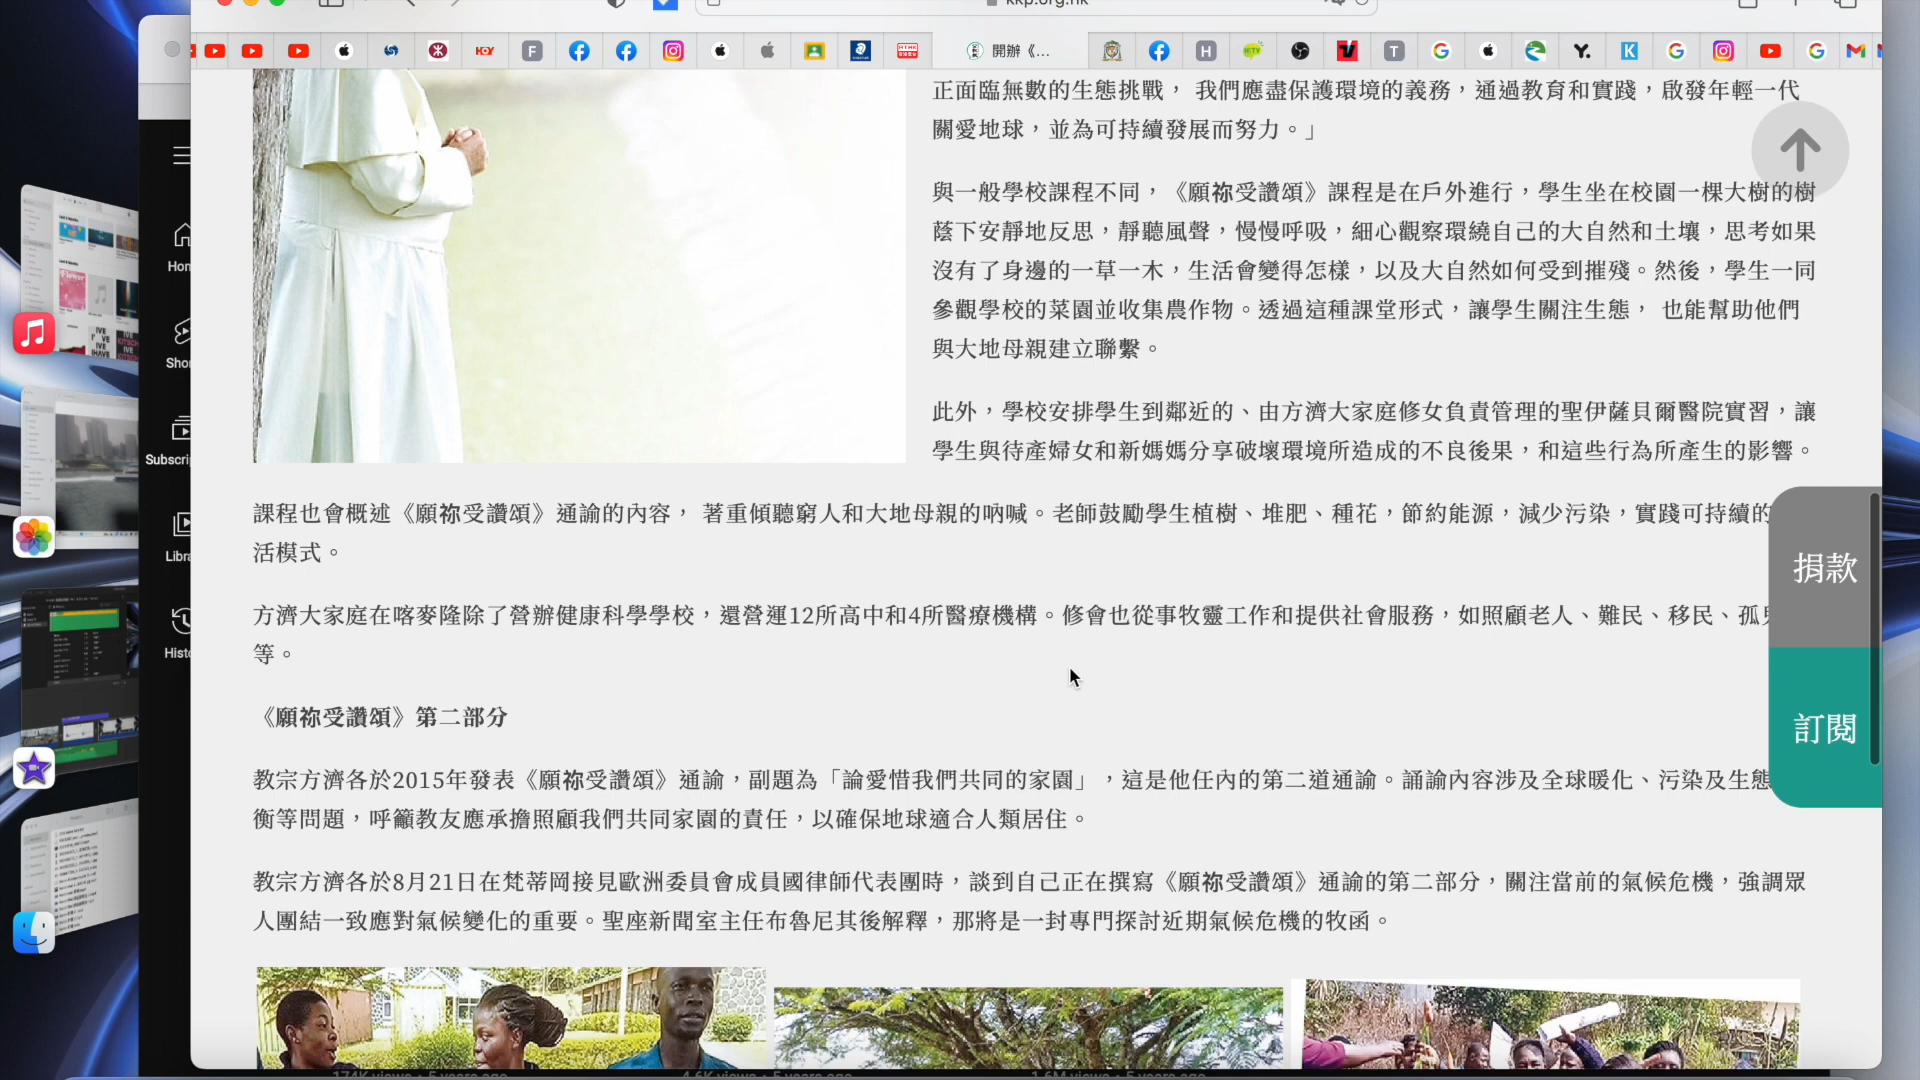 kkp.org.hk
開辦《...
正面臨無數的生態挑戰， 我們應盡保護環境的義務，通過教育和實踐，啟發年輕一代
關愛地球，並為可持續發展而努力。」
與一般學校課程不同，《願祢受讚頌》課程是在戶外進行，學生坐在校園一棵大樹的樹
蔭下安靜地反思，靜聽風聲，慢慢呼吸，細心觀察環繞自己的大自然和土壤，思考如果
沒有了身邊的一草一木，生活會變得怎樣，以及大自然如何受到摧殘。然後，學生一同
參觀學校的菜園並收集農作物。透過這種課堂形式，讓學生關注生態， 也能幫助他們
與大地母親建立聯繫。
此外，學校安排學生到鄰近的、由方濟大家庭修女負責管理的聖伊薩貝爾醫院實習，讓
學生與待產婦女和新媽媽分享破壞環境所造成的不良後果，和這些行為所產生的影響。
課程也會概述《願祢受讚頌》通諭的內容， 著重傾聽窮人和大地母親的吶喊。老師鼓勵學生植樹、堆肥、種花，節約能源，減少污染，實踐可持續的
活模式。
方濟大家庭在喀麥隆除了營辦健康科學學校，還營運12所高中和4所醫療機構。修會也從事牧靈工作和提供社會服務，如照顧老人、難民、移民、孤
等。
《願祢受讚頌》第二部分
教宗方濟各於2015年發表《願祢受讚頌》通諭，副題為「論愛惜我們共同的家園」，這是他任內的第二道通諭。誦諭內容涉及全球暖化、污染及生態
衡等問題，呼籲教友應承擔照顧我們共同家園的責任，以確保地球適合人類居住。
教宗方濟各於8月21日在梵蒂岡接見歐洲委員會成員國律師代表團時，談到自己正在撰寫《願祢受讚頌》通諭的第二部分，關注當前的氣候危機，強調眾
人團結一致應對氣候變化的重要。聖座新聞室主任布魯尼其後解釋，那將是一封專門探討近期氣候危機的牧函。
捐款
訂閱
Hom
Shor
Subscrip
Libra
Histo
174K views • 5 years ago
4.6K views • 5 years ago
1.6M views • 5 years ago